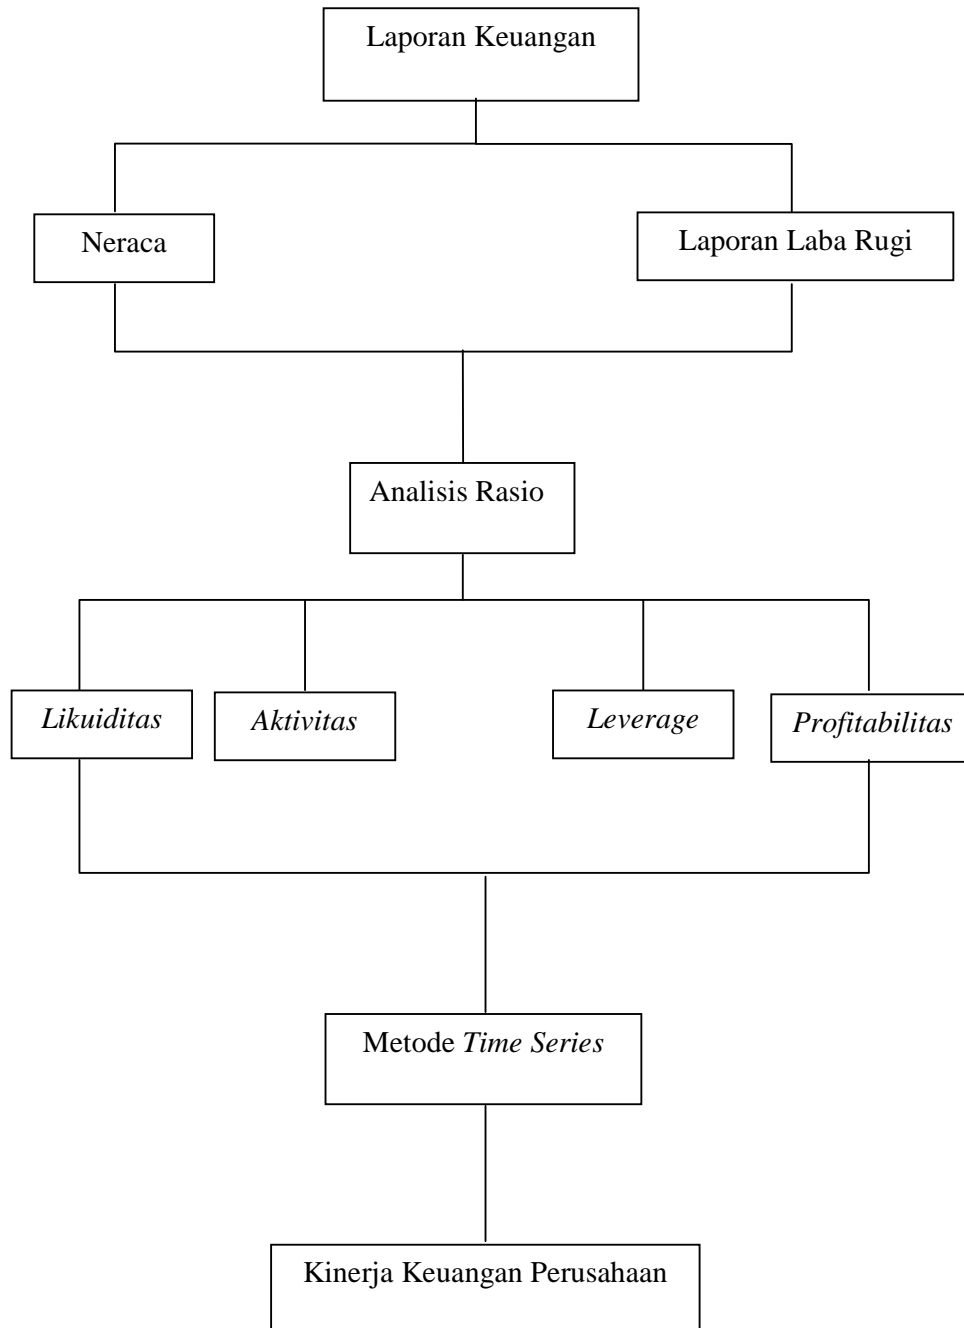 Laporan Keuangan
Neraca
Laporan Laba Rugi
Analisis Rasio
Likuiditas
Aktivitas
Leverage
Profitabilitas
Metode Time Series
Kinerja Keuangan Perusahaan